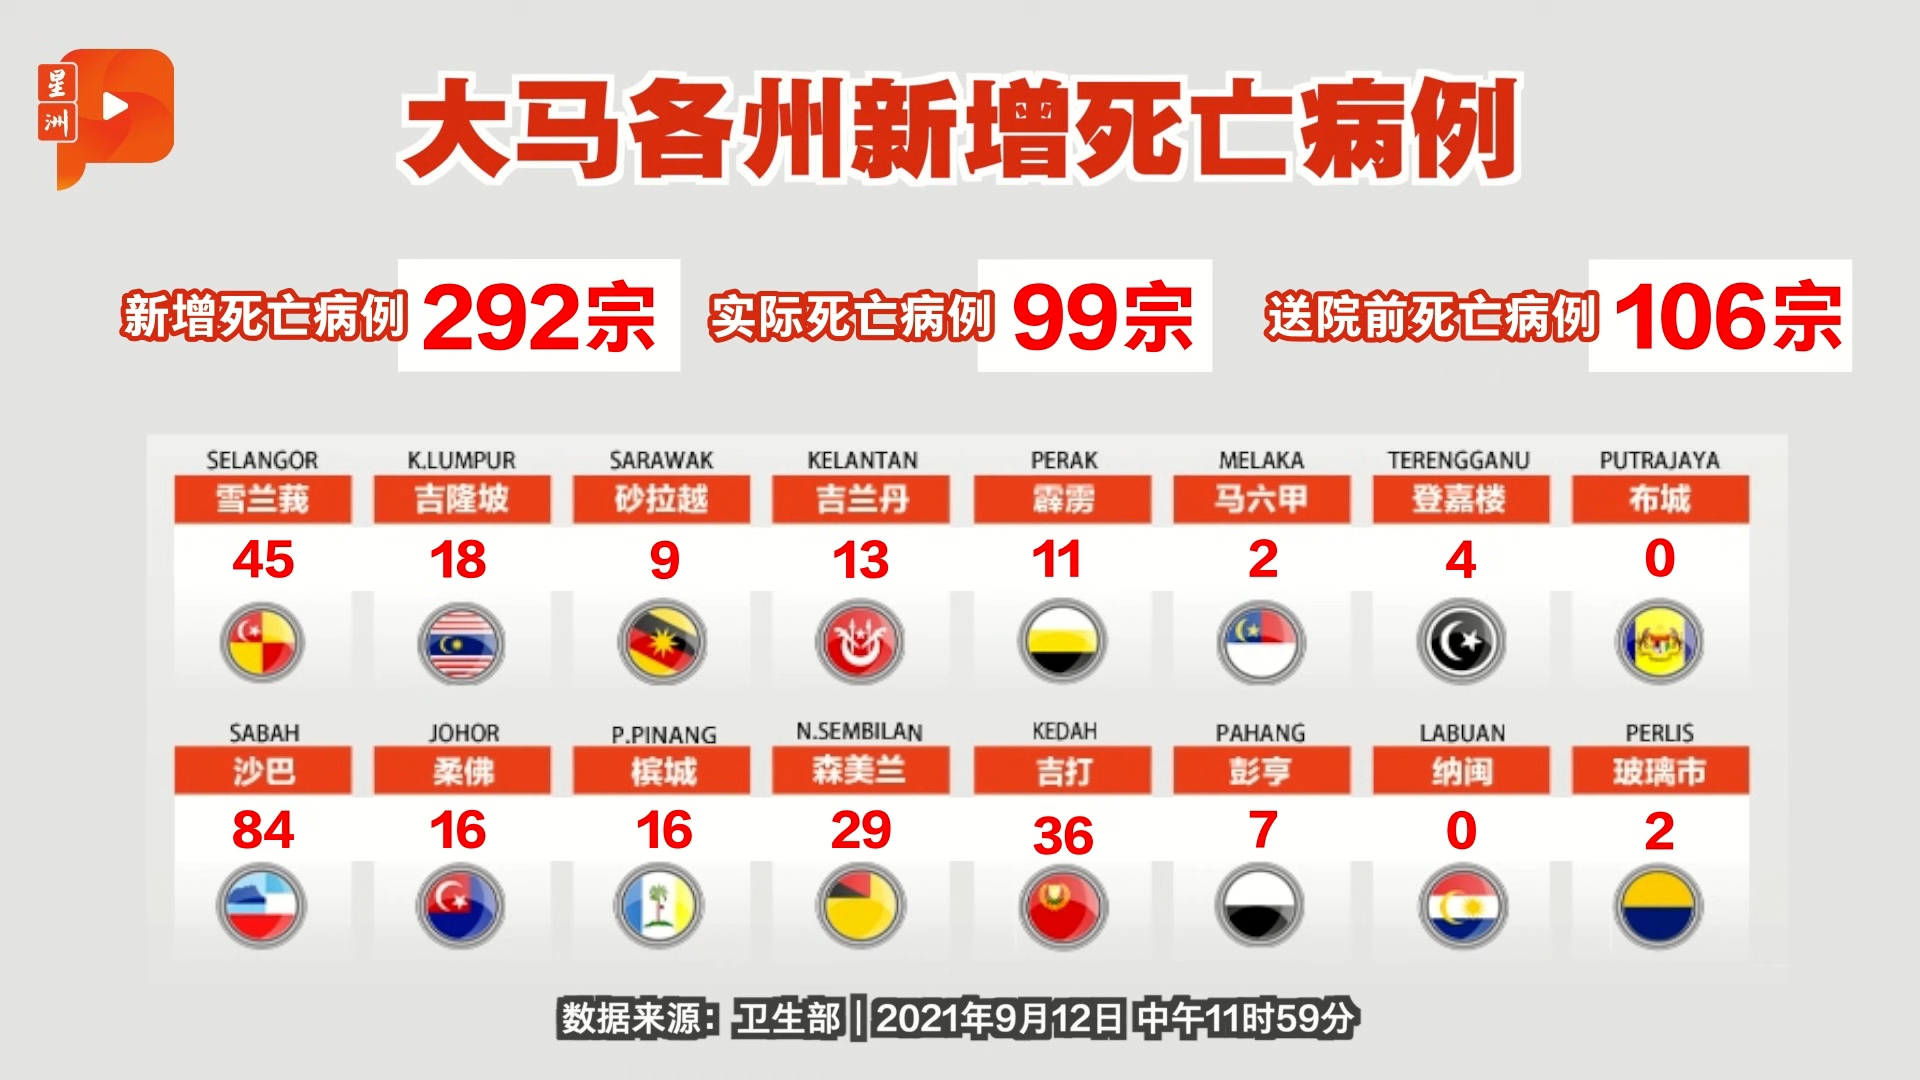 星洲
大马各州新增死亡病例
新增死亡病例 292宗 实际死亡病例 99宗 送院前死亡病例 106宗
SELANGOR K.LUMPUR SARAWAK KELANTAN PERAK MELAKA TERENGGANU PUTRAJAYA
雪兰莪 吉隆坡 砂拉越 吉兰丹 霹雳 马六甲 登嘉楼 布城
45 18 9 13 11 2 4 0
SABAH JOHOR P.PINANG N.SEMBILAN KEDAH PAHANG LABUAN PERLIS
沙巴 柔佛 槟城 森美兰 吉打 彭亨 纳闽 玻璃市
84 16 16 29 36 7 0 2
数据来源：卫生部 | 2021年9月12日 中午11时59分